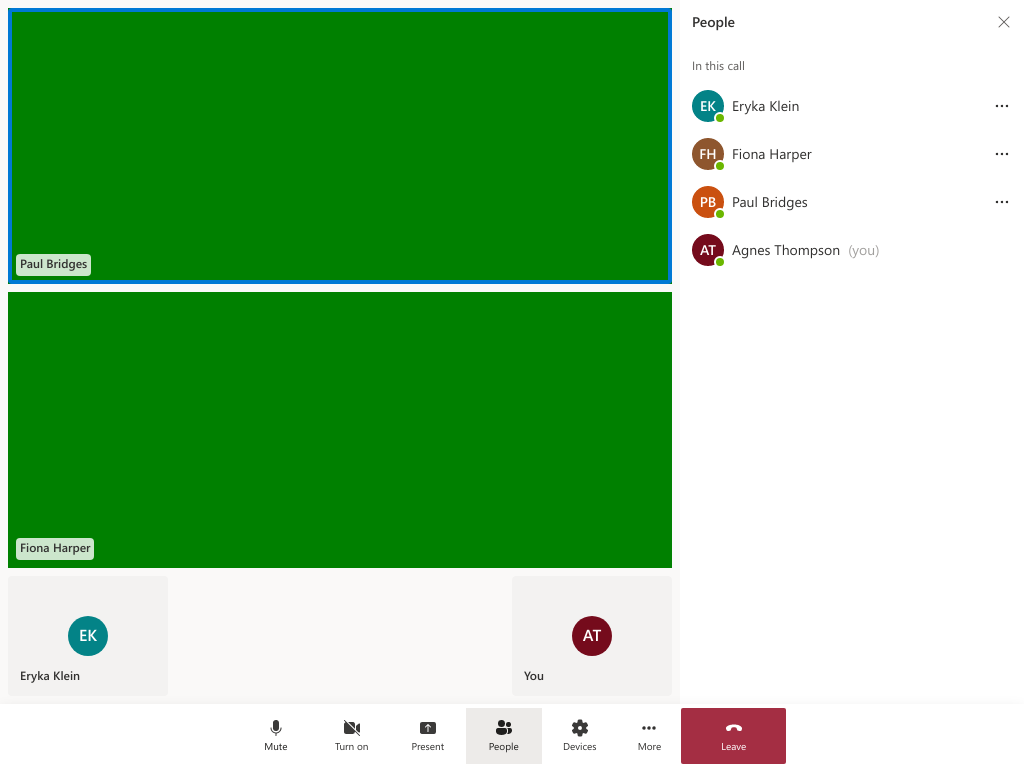 Paul Bridges
Fiona Harper
EK
Eryka Klein
AT
You
People
In this call
EK Eryka Klein
FH Fiona Harper
PB Paul Bridges
AT Agnes Thompson (you)
Mute
Turn on
Present
People
Devices
More
Leave